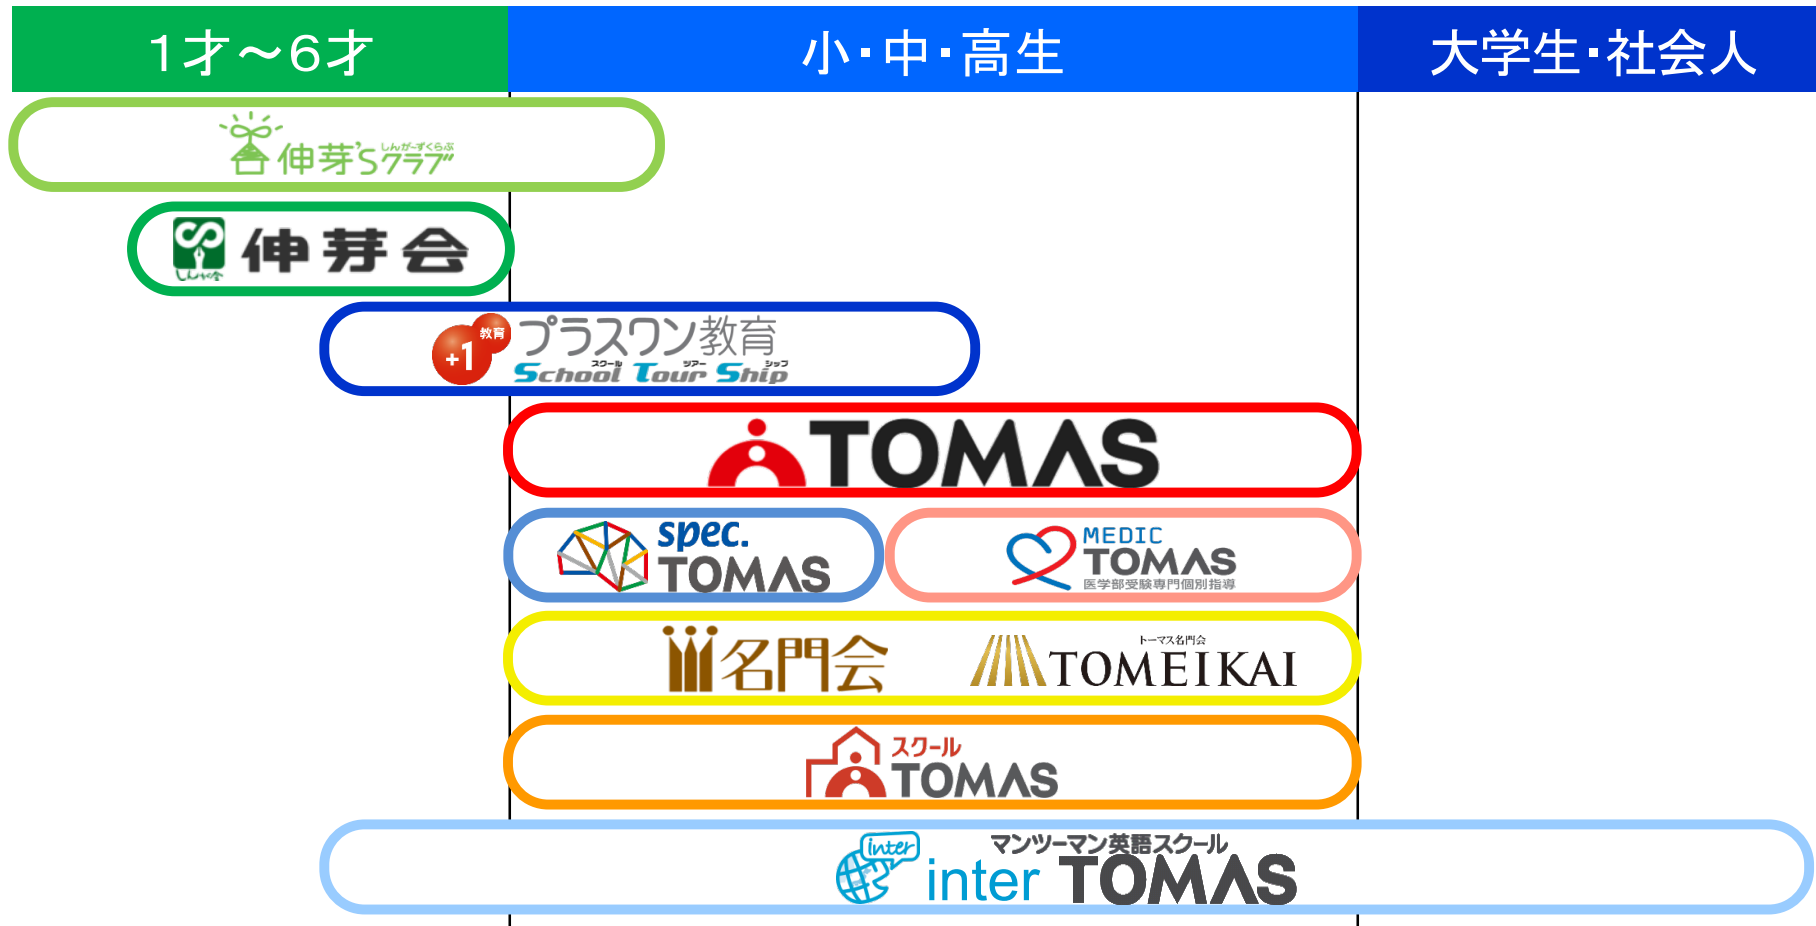 1才～6才
小・中・高生
大学生・社会人
しんが~ずくらぶ
伸芽'Sクラブ
しんが会
伸芽会
教育
+1
プラスワン教育
スクール ツアー シップ
School Tour Ship
TOMAS
spec.
TOMAS
MEDIC
TOMAS
医学部受験専門個別指導
名門会
トーマス名門会
TOMEIKAI
スクール
TOMAS
inter
マンツーマン英語スクール
inter TOMAS